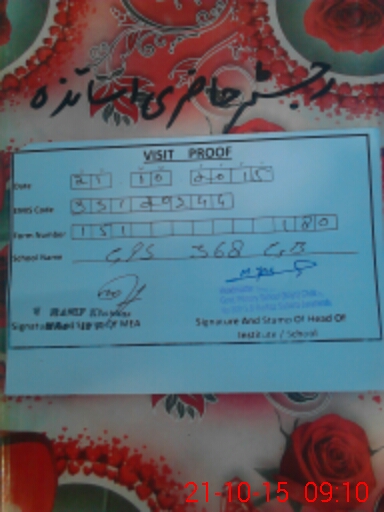 رجسٹر حاضری اساتذہ
VISIT PROOF
Date 21 10 2015
EMIS Code 33129344
Form Number 151 180
School Name GPS 368 GB
Signature And Stamp Of Head Of
Institute / School
21-10-15 09:10